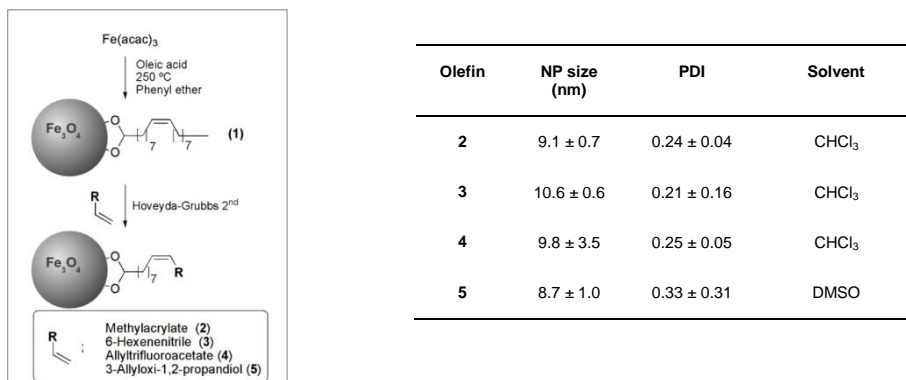 Fe(acac)3
Oleic acid
250 ºC
Phenyl ether
Fe3O4
O
O
7
7
(1)
R
Hoveyda-Grubbs 2nd
Fe3O4
O
O
7
R
R
;
Methylacrylate (2)
6-Hexenenitrile (3)
Allyltrifluoroacetate (4)
3-Allyloxi-1,2-propandiol (5)
Olefin NP size (nm) PDI Solvent
2 9.1 ± 0.7 0.24 ± 0.04 CHCl3
3 10.6 ± 0.6 0.21 ± 0.16 CHCl3
4 9.8 ± 3.5 0.25 ± 0.05 CHCl3
5 8.7 ± 1.0 0.33 ± 0.31 DMSO